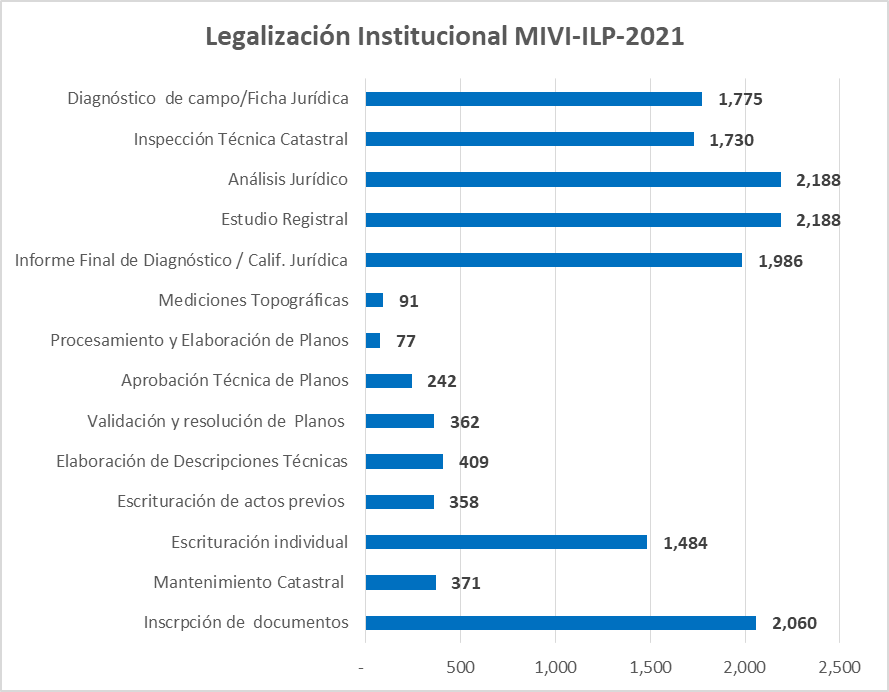 Legalización Institucional MIVI-ILP-2021
Diagnóstico de campo/Ficha Jurídica 1,775
Inspección Técnica Catastral 1,730
Análisis Jurídico 2,188
Estudio Registral 2,188
Informe Final de Diagnóstico / Calif. Jurídica 1,986
Mediciones Topográficas 91
Procesamiento y Elaboración de Planos 77
Aprobación Técnica de Planos 242
Validación y resolución de Planos 362
Elaboración de Descripciones Técnicas 409
Escrituración de actos previos 358
Escrituración individual 1,484
Mantenimiento Catastral 371
Inscrpción de documentos 2,060
- 500 1,000 1,500 2,000 2,500